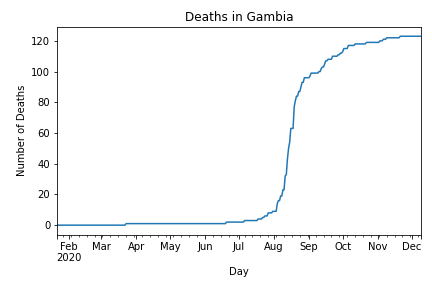 Deaths in Gambia
Number of Deaths
120
100
80
60
40
20
0
Feb Mar Apr May Jun Jul Aug Sep Oct Nov Dec
2020
Day